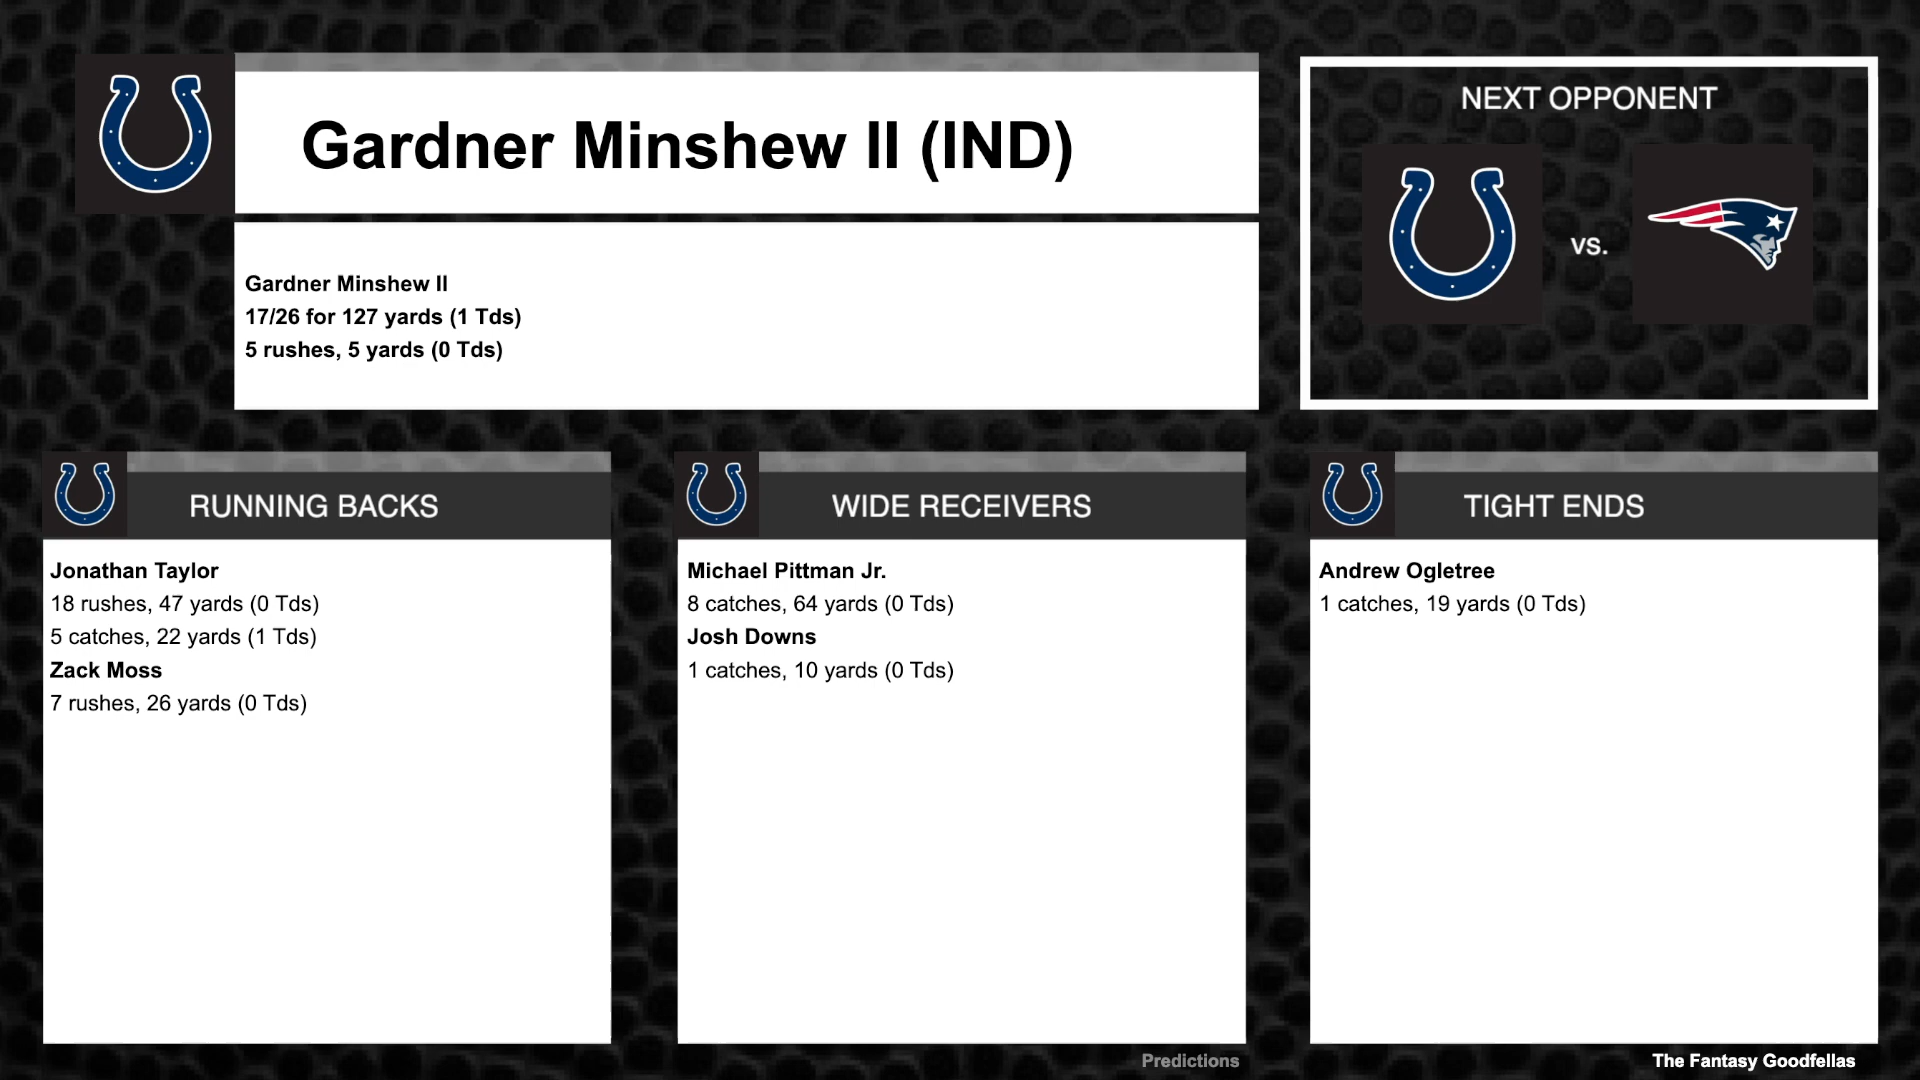 Gardner Minshew II (IND)
Gardner Minshew II
17/26 for 127 yards (1 Tds)
5 rushes, 5 yards (0 Tds)
NEXT OPPONENT
vs.
RUNNING BACKS
Jonathan Taylor
18 rushes, 47 yards (0 Tds)
5 catches, 22 yards (1 Tds)
Zack Moss
7 rushes, 26 yards (0 Tds)
WIDE RECEIVERS
Michael Pittman Jr.
8 catches, 64 yards (0 Tds)
Josh Downs
1 catches, 10 yards (0 Tds)
TIGHT ENDS
Andrew Ogletree
1 catches, 19 yards (0 Tds)
Predictions
The Fantasy Goodfellas